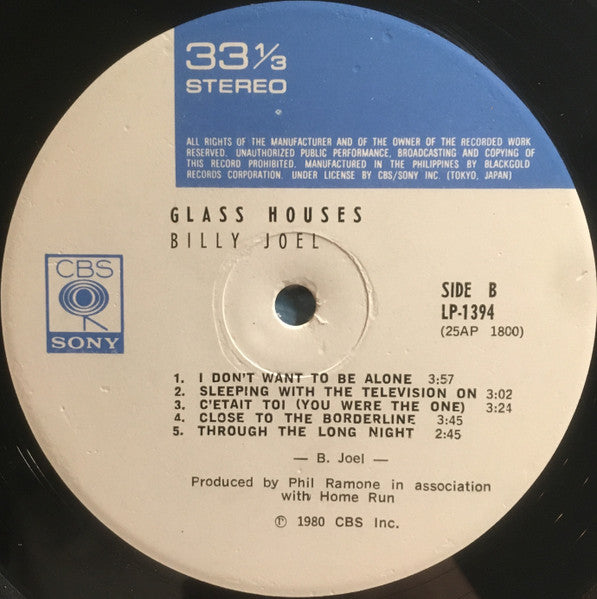 33 1/3
STEREO
ALL RIGHTS OF THE MANUFACTURER AND OF THE OWNER OF THE RECORDED WORK
RESERVED. UNAUTHORIZED PUBLIC PERFORMANCE, BROADCASTING AND COPYING OF
THIS RECORD PROHIBITED. MANUFACTURED IN THE PHILIPPINES BY BLACKGOLD
RECORDS CORPORATION. UNDER LICENSE BY CBS/SONY INC. (TOKYO, JAPAN)
GLASS HOUSES
BILLY JOEL
CBS
SONY
SIDE B
LP-1394
(25AP 1800)
1. I DON'T WANT TO BE ALONE 3:57
2. SLEEPING WITH THE TELEVISION ON 3:02
3. C'ETAIT TOI (YOU WERE THE ONE) 3:24
4. CLOSE TO THE BORDERLINE 3:45
5. THROUGH THE LONG NIGHT 2:45
— B. Joel —
Produced by Phil Ramone in association
with Home Run
℗ 1980 CBS Inc.